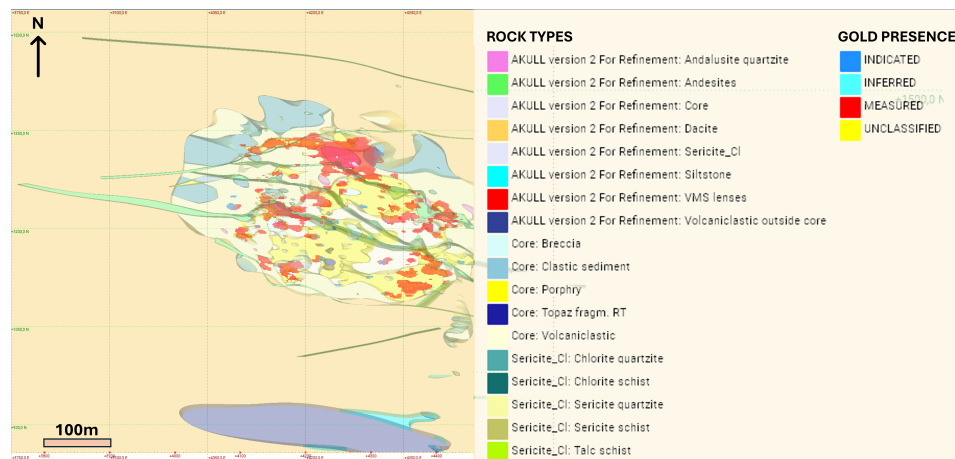 N
ROCK TYPES
AKULL version 2 For Refinement: Andalusite quartzite
AKULL version 2 For Refinement: Andesites
AKULL version 2 For Refinement: Core
AKULL version 2 For Refinement: Dacite
AKULL version 2 For Refinement: Sericite_Cl
AKULL version 2 For Refinement: Siltstone
AKULL version 2 For Refinement: VMS lenses
AKULL version 2 For Refinement: Volcaniclastic outside core
Core: Breccia
Core: Clastic sediment
Core: Porphry
Core: Topaz fragm. RT
Core: Volcaniclastic
Sericite_Cl: Chlorite quartzite
Sericite_Cl: Chlorite schist
Sericite_Cl: Sericite quartzite
Sericite_Cl: Sericite schist
Sericite_Cl: Talc schist
GOLD PRESENCE
INDICATED
INFERRED
+1500,0 N
MEASURED
UNCLASSIFIED
100m